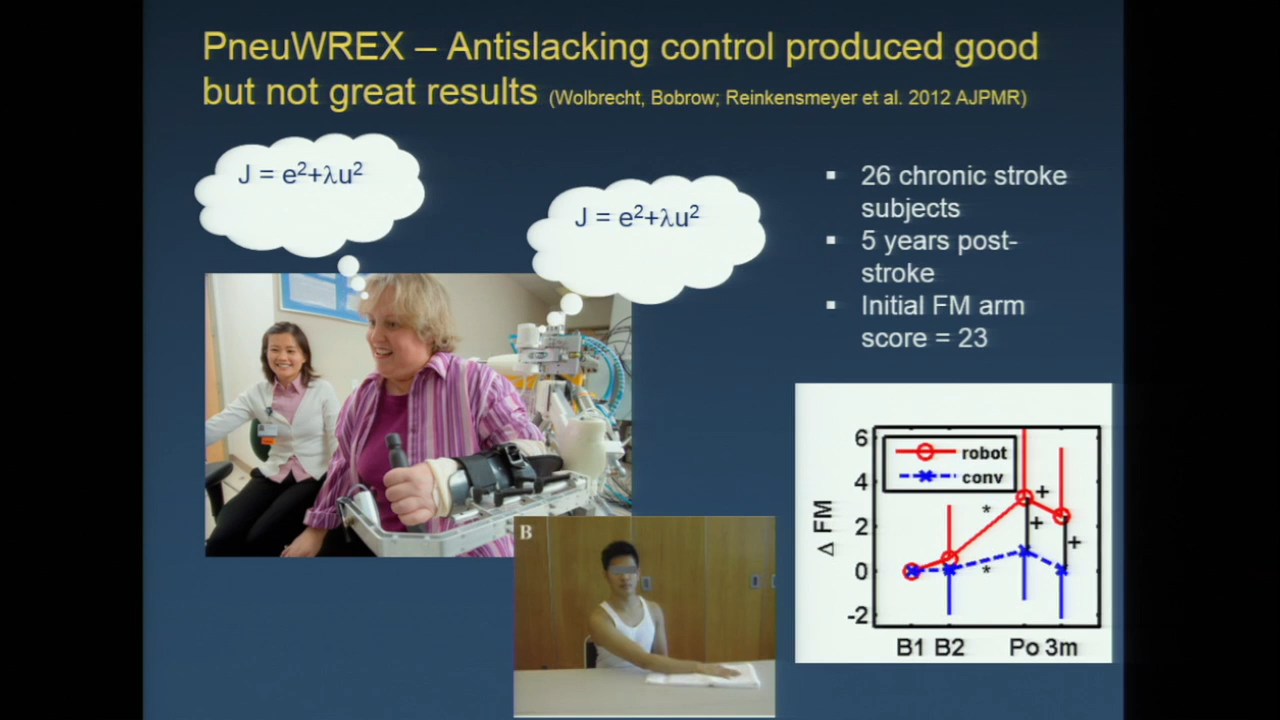 PneuWREX – Antislacking control produced good
but not great results (Wolbrecht, Bobrow; Reinkensmeyer et al. 2012 AJPMR)
J = e²+λu²
J = e²+λu²
▪ 26 chronic stroke
subjects
▪ 5 years post-
stroke
▪ Initial FM arm
score = 23
B
robot
conv
6
4
2
0
-2
Δ FM
*
*
+
+
+
B1 B2 Po 3m